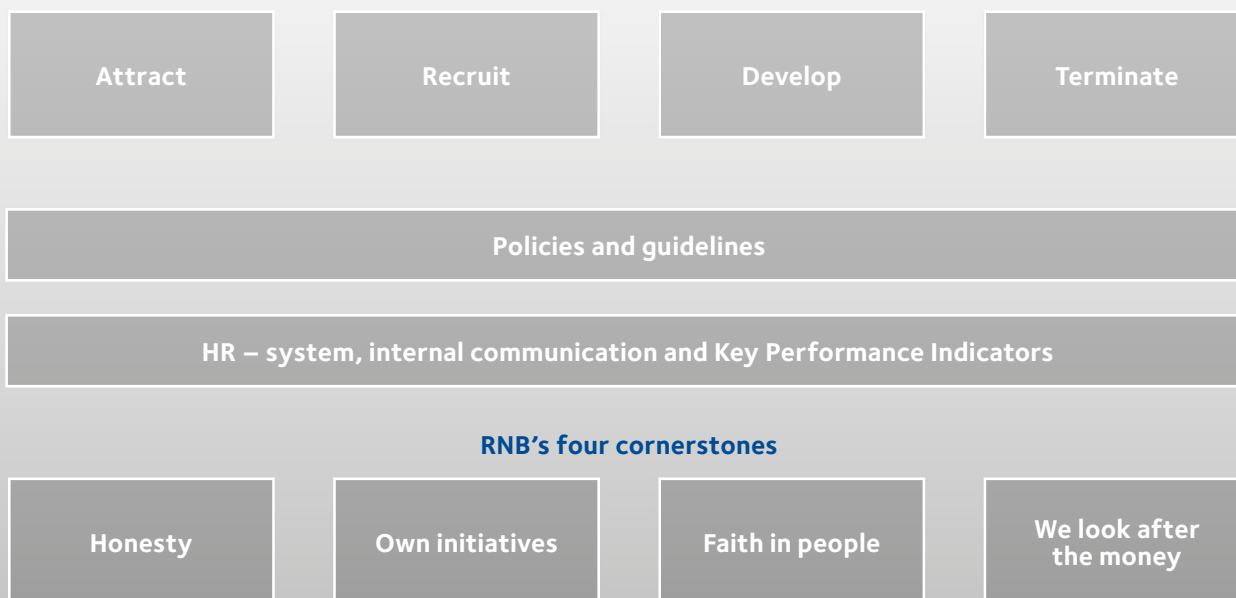 Attract
Recruit
Develop
Terminate
Policies and guidelines
HR – system, internal communication and Key Performance Indicators
RNB’s four cornerstones
Honesty
Own initiatives
Faith in people
We look after
the money